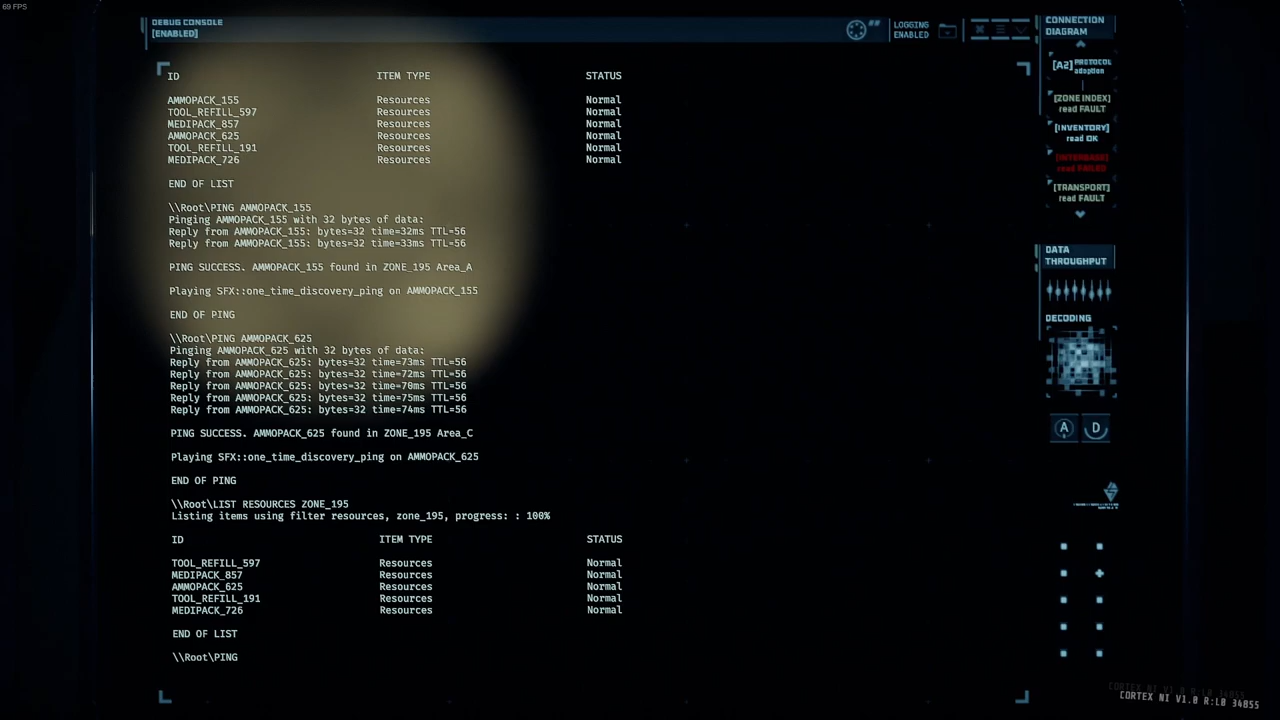 69 FPS
DEBUG CONSOLE
[ENABLED]
LOGGING
ENABLED
ID ITEM TYPE STATUS
AMMOPACK_155 Resources Normal
TOOL_REFILL_597 Resources Normal
MEDIPACK_857 Resources Normal
AMMOPACK_625 Resources Normal
TOOL_REFILL_191 Resources Normal
MEDIPACK_726 Resources Normal
END OF LIST
\\Root\PING AMMOPACK_155
Pinging AMMOPACK_155 with 32 bytes of data:
Reply from AMMOPACK_155: bytes=32 time=32ms TTL=56
Reply from AMMOPACK_155: bytes=32 time=33ms TTL=56
PING SUCCESS. AMMOPACK_155 found in ZONE_195 Area_A
Playing SFX::one_time_discovery_ping on AMMOPACK_155
END OF PING
\\Root\PING AMMOPACK_625
Pinging AMMOPACK_625 with 32 bytes of data:
Reply from AMMOPACK_625: bytes=32 time=73ms TTL=56
Reply from AMMOPACK_625: bytes=32 time=72ms TTL=56
Reply from AMMOPACK_625: bytes=32 time=70ms TTL=56
Reply from AMMOPACK_625: bytes=32 time=75ms TTL=56
Reply from AMMOPACK_625: bytes=32 time=74ms TTL=56
PING SUCCESS. AMMOPACK_625 found in ZONE_195 Area_C
Playing SFX::one_time_discovery_ping on AMMOPACK_625
END OF PING
\\Root\LIST RESOURCES ZONE_195
Listing items using filter resources, zone_195, progress: : 100%
ID ITEM TYPE STATUS
TOOL_REFILL_597 Resources Normal
MEDIPACK_857 Resources Normal
AMMOPACK_625 Resources Normal
TOOL_REFILL_191 Resources Normal
MEDIPACK_726 Resources Normal
END OF LIST
\\Root\PING
CONNECTION
DIAGRAM
[A2] PROTOCOL
adoption
[ZONE INDEX]
read FAULT
[INVENTORY]
read OK
[INTERBASE]
read FAILED
[TRANSPORT]
read FAULT
DATA
THROUGHPUT
DECODING
A D
CORTEX NI V1.0 R:L0 34855